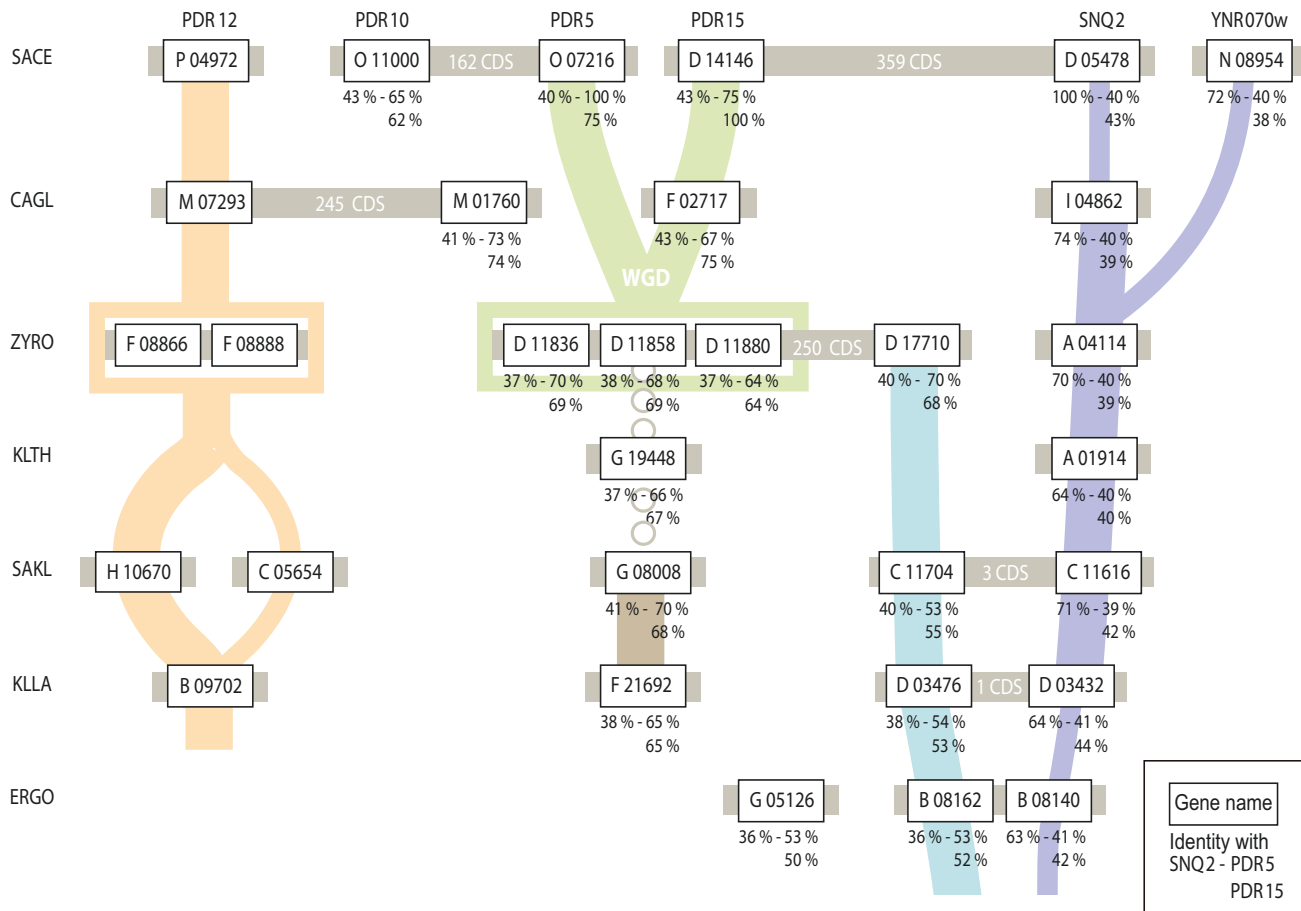 PDR12 PDR10 PDR5 PDR15 SNQ2 YNR070w
SACE P 04972 O 11000 162 CDS O 07216 D 14146 359 CDS D 05478 N 08954
43 % - 65 % 40 % - 100 % 43 % - 75 % 100 % - 40 % 72 % - 40 %
62 % 75 % 100 % 43% 38 %
CAGL M 07293 245 CDS M 01760 F 02717 I 04862
41 % - 73 % 43 % - 67 % 74 % - 40 %
74 % 75 % 39 %
WGD
ZYRO F 08866 F 08888 D 11836 D 11858 D 11880 250 CDS D 17710 A 04114
37 % - 70 % 38 % - 68 % 37 % - 64 % 40 % - 70 % 70 % - 40 %
69 % 69 % 64 % 68 % 39 %
KLTH G 19448 A 01914
37 % - 66 % 64 % - 40 %
67 % 40 %
SAKL H 10670 C 05654 G 08008 C 11704 3 CDS C 11616
41 % - 70 % 40 % - 53 % 71 % - 39 %
68 % 55 % 42 %
KLLA B 09702 F 21692 D 03476 1 CDS D 03432
38 % - 65 % 38 % - 54 % 64 % - 41 %
65 % 53 % 44 %
ERGO G 05126 B 08162 B 08140
36 % - 53 % 36 % - 53 % 63 % - 41 %
50 % 52 % 42 %
Gene name
Identity with
SNQ2 - PDR5
PDR15